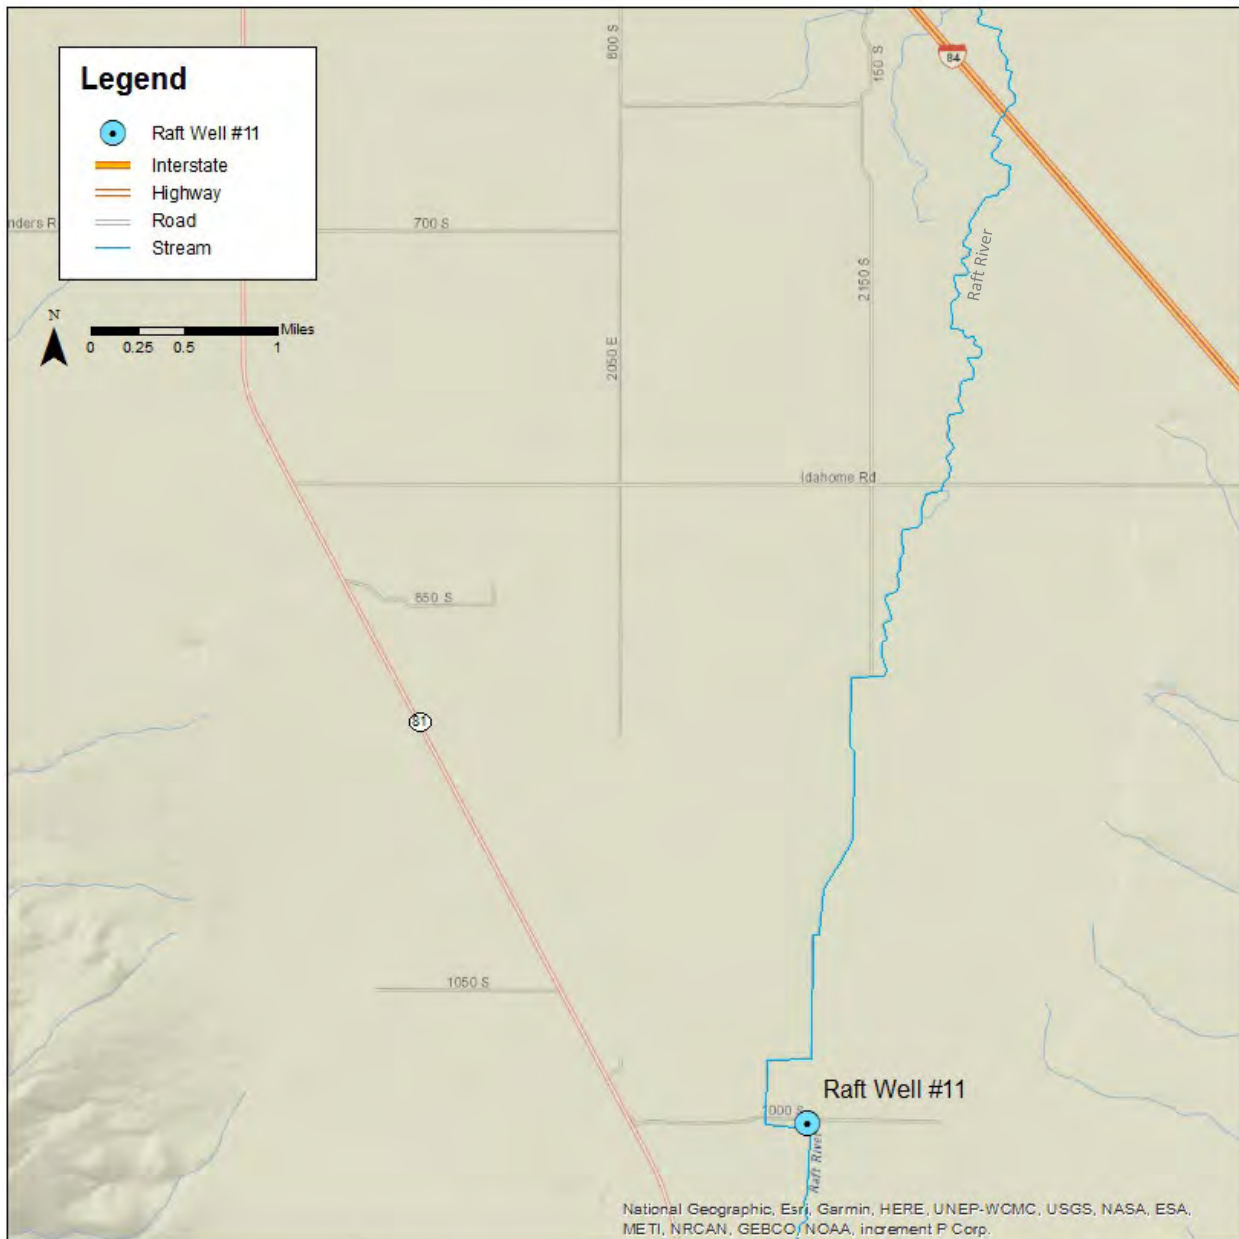 Legend
Raft Well #11
Interstate
Highway
Road
Stream
N
Miles
0 0.25 0.5 1
800 S
150 S
84
nders R
700 S
2150 S
Raft River
2050 E
Idahome Rd
850 S
81
1050 S
Raft Well #11
1000 S
Raft River
National Geographic, Esri, Garmin, HERE, UNEP-WCMC, USGS, NASA, ESA,
METI, NRCAN, GEBCO, NOAA, increment P Corp.